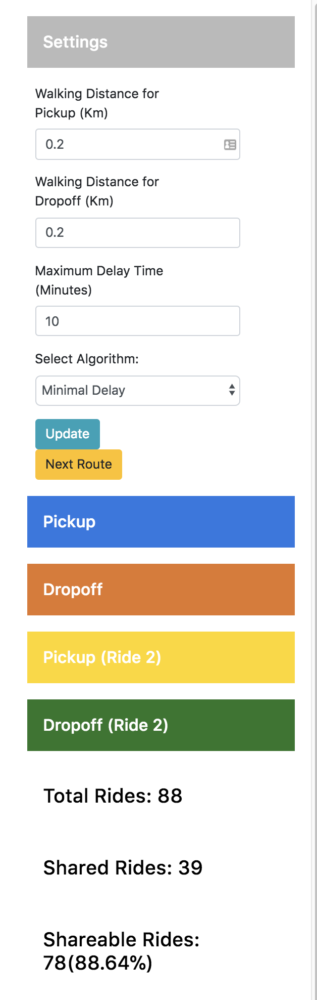 Settings
Walking Distance for
Pickup (Km)
0.2
Walking Distance for
Dropoff (Km)
0.2
Maximum Delay Time
(Minutes)
10
Select Algorithm:
Minimal Delay
Update
Next Route
Pickup
Dropoff
Pickup (Ride 2)
Dropoff (Ride 2)
Total Rides: 88
Shared Rides: 39
Shareable Rides:
78(88.64%)